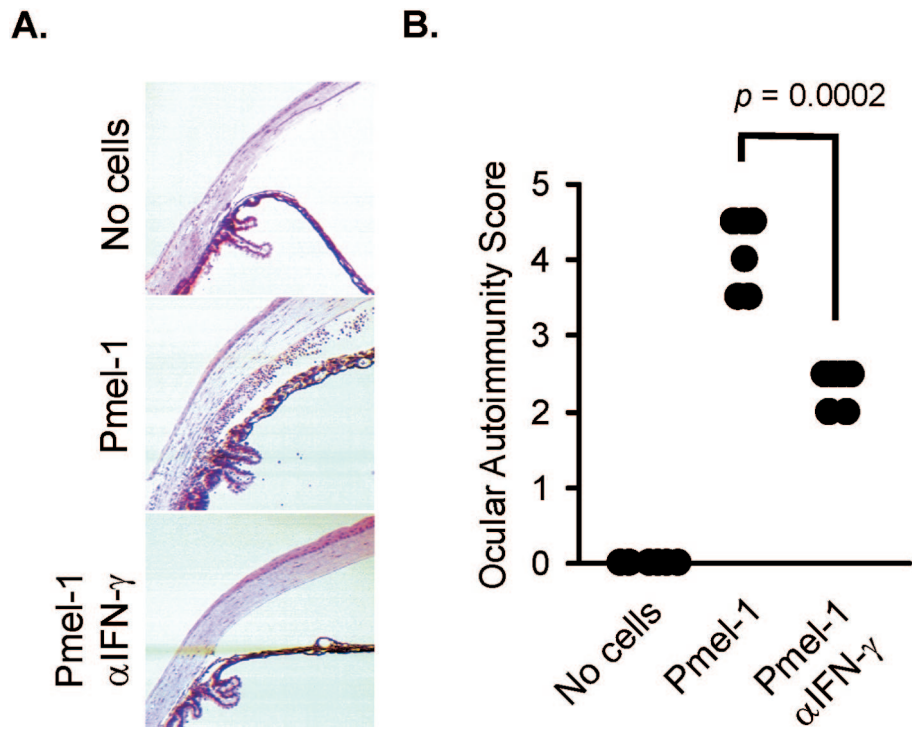 A.
No cells
Pmel-1
Pmel-1
αIFN-γ
B.
p = 0.0002
Ocular Autoimmunity Score
5
4
3
2
1
0
No cells
Pmel-1
Pmel-1
αIFN-γ